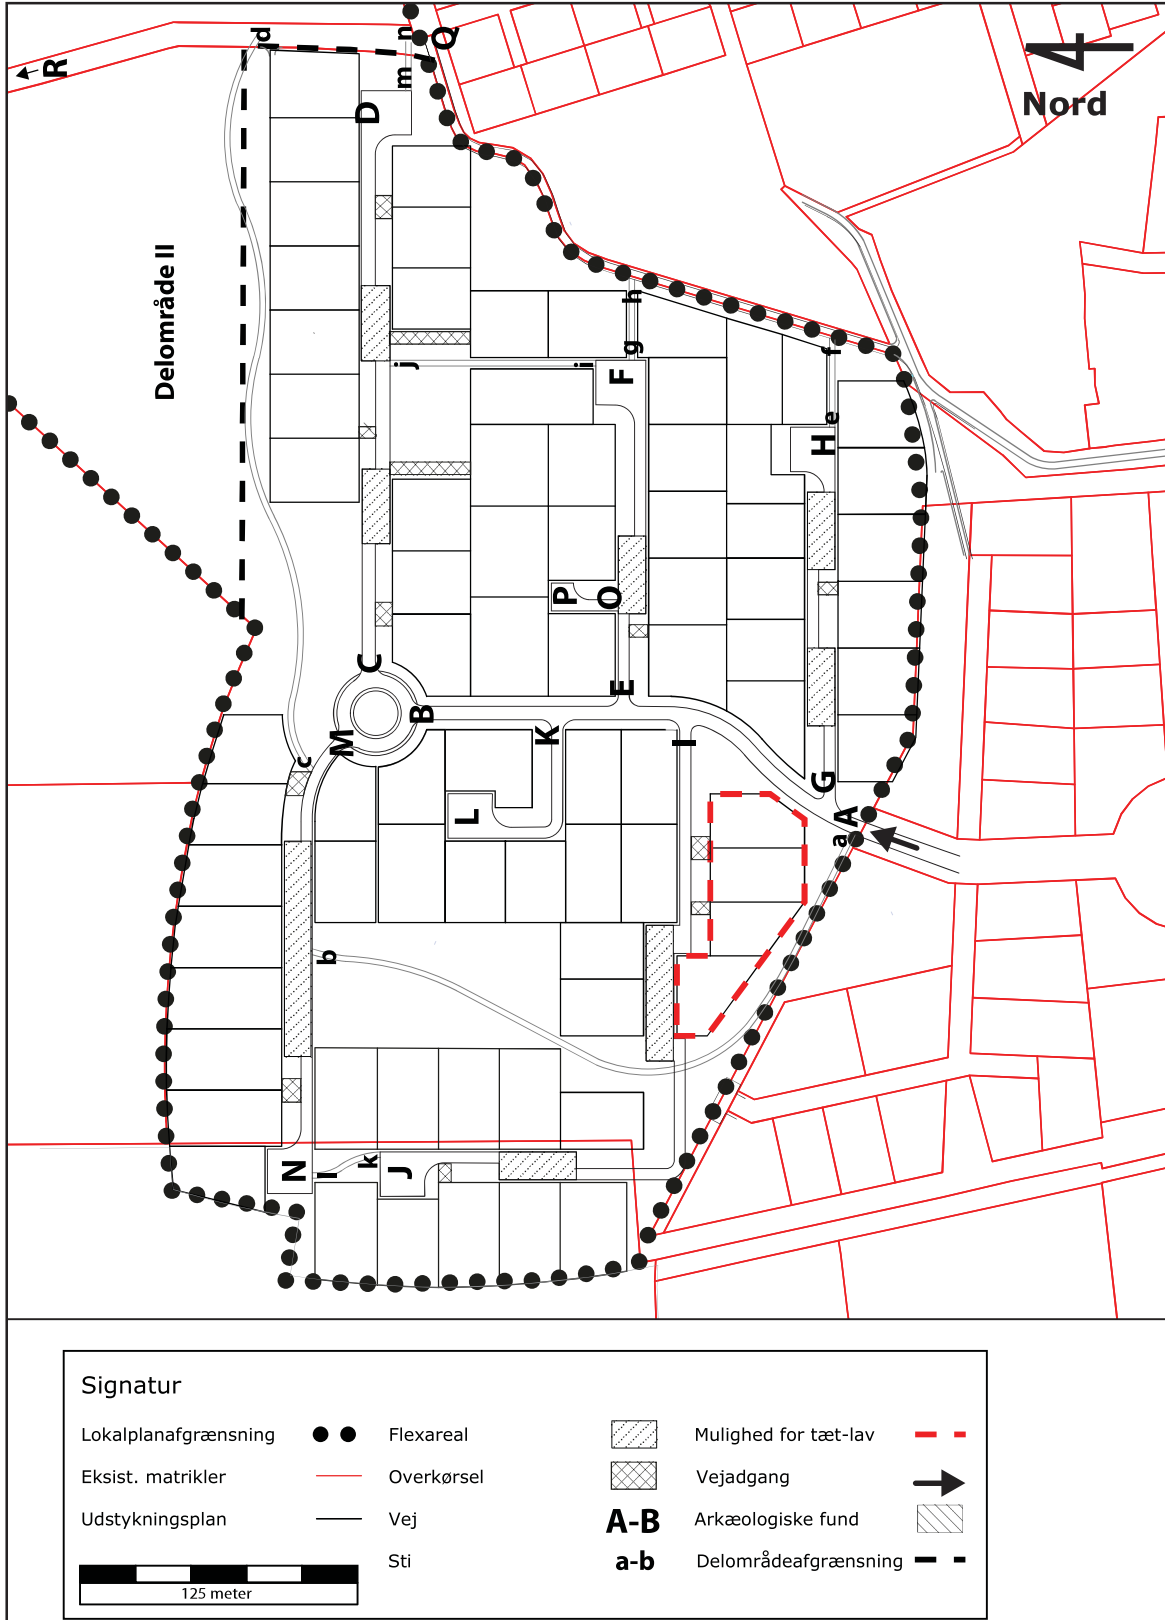 d
n
Q
R
m
Nord
D
Delområde II
h
g
f
j
i
F
e
H
P
O
C
E
B
M
K
I
c
G
L
A
a
b
N
l
k
J
Signatur
Lokalplanafgrænsning
Flexareal
Mulighed for tæt-lav
Eksist. matrikler
Overkørsel
Vejadgang
Udstykningsplan
Vej
A-B
Arkæologiske fund
Sti
a-b
Delområdeafgrænsning
125 meter